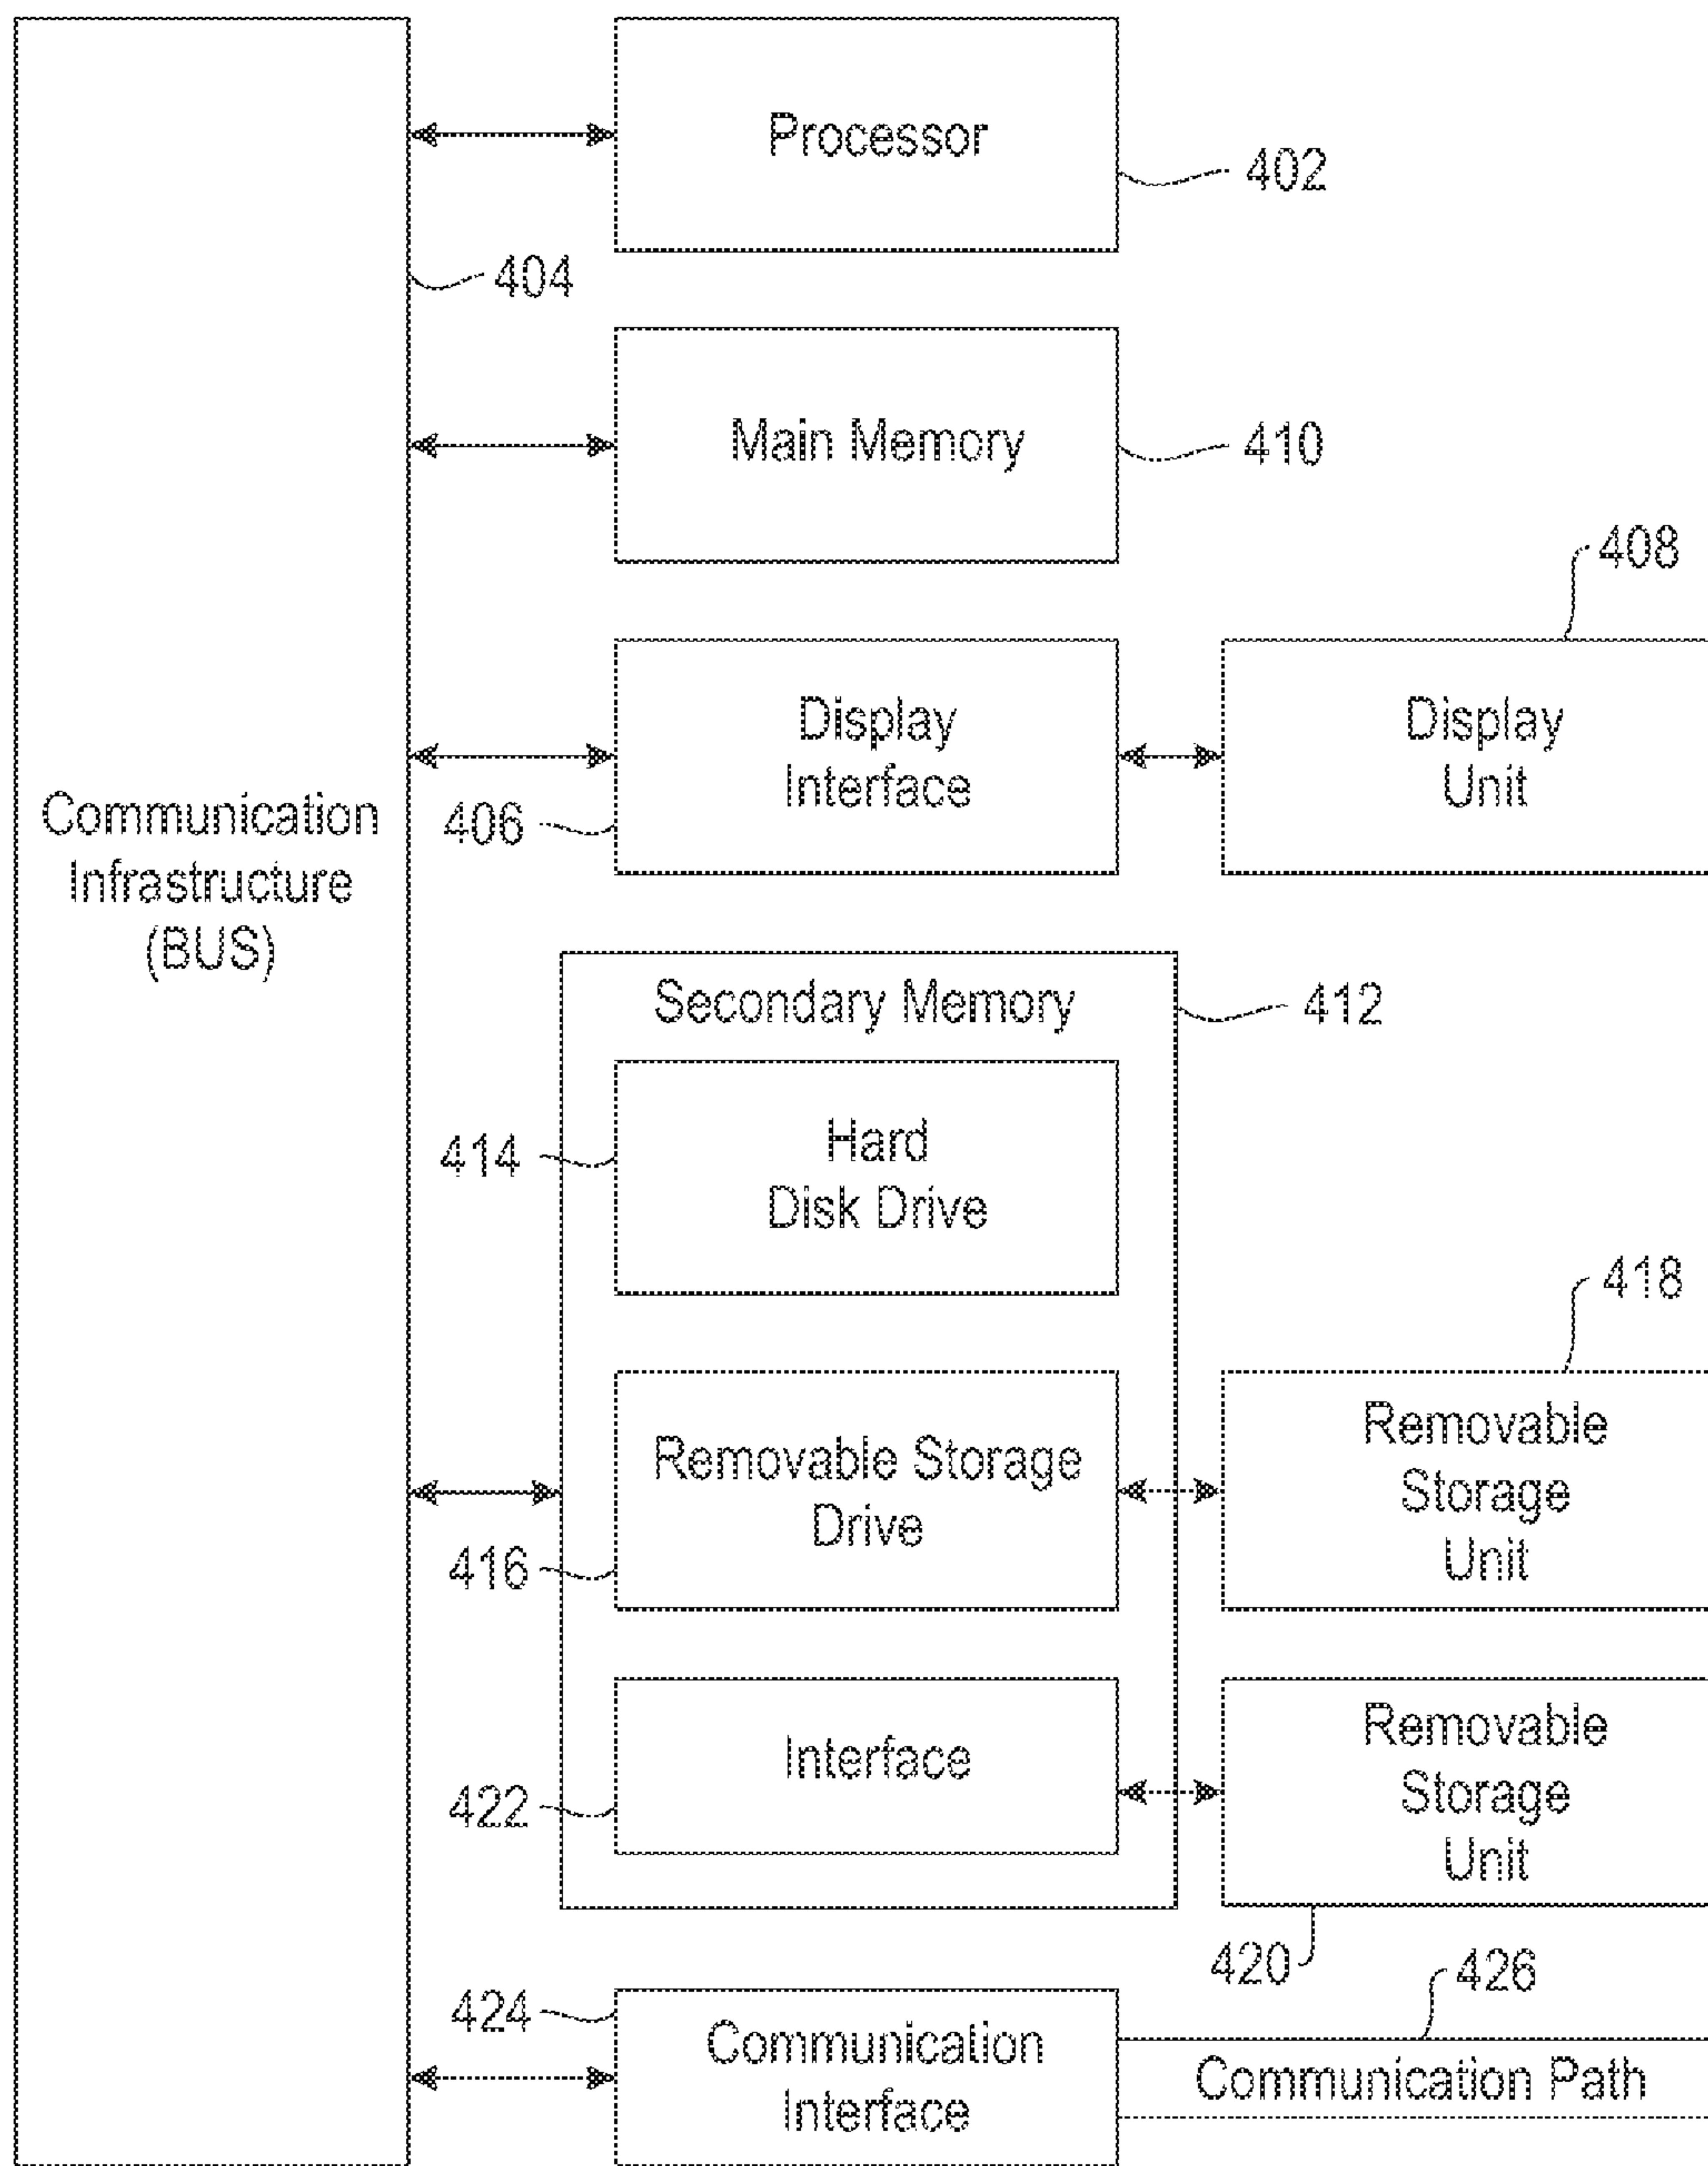 Processor
402
404
Main Memory
410
408
Display
Interface
406
Display
Unit
Communication
Infrastructure
(BUS)
Secondary Memory
412
Hard
Disk Drive
414
418
Removable Storage
Drive
416
Removable
Storage
Unit
Interface
422
Removable
Storage
Unit
420
426
424
Communication
Interface
Communication Path